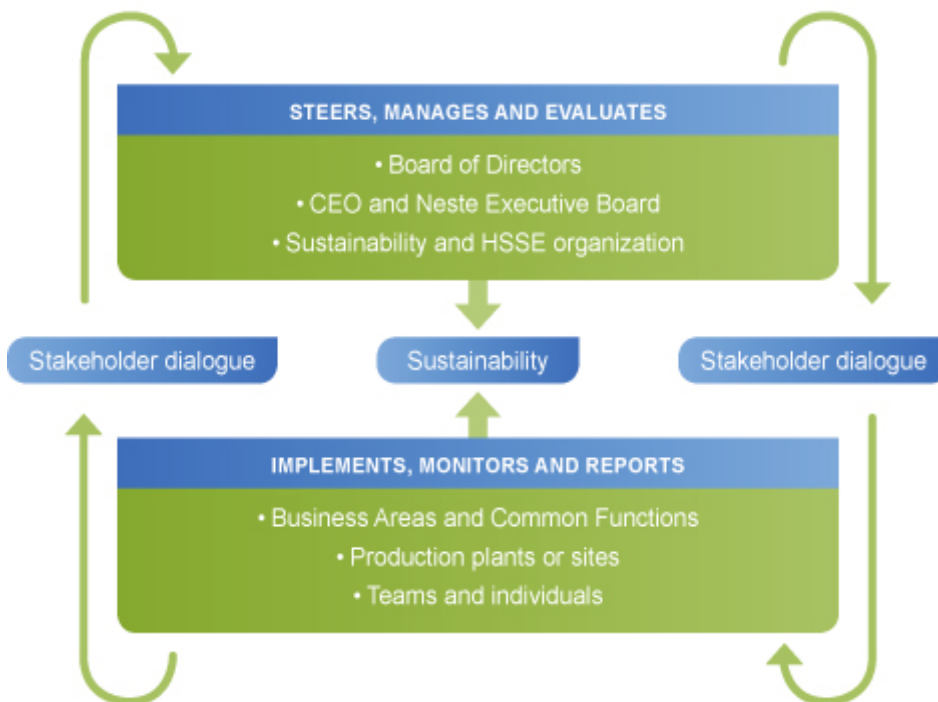 STEERS, MANAGES AND EVALUATES
• Board of Directors
• CEO and Neste Executive Board
• Sustainability and HSSE organization
Stakeholder dialogue
Sustainability
Stakeholder dialogue
IMPLEMENTS, MONITORS AND REPORTS
• Business Areas and Common Functions
• Production plants or sites
• Teams and individuals